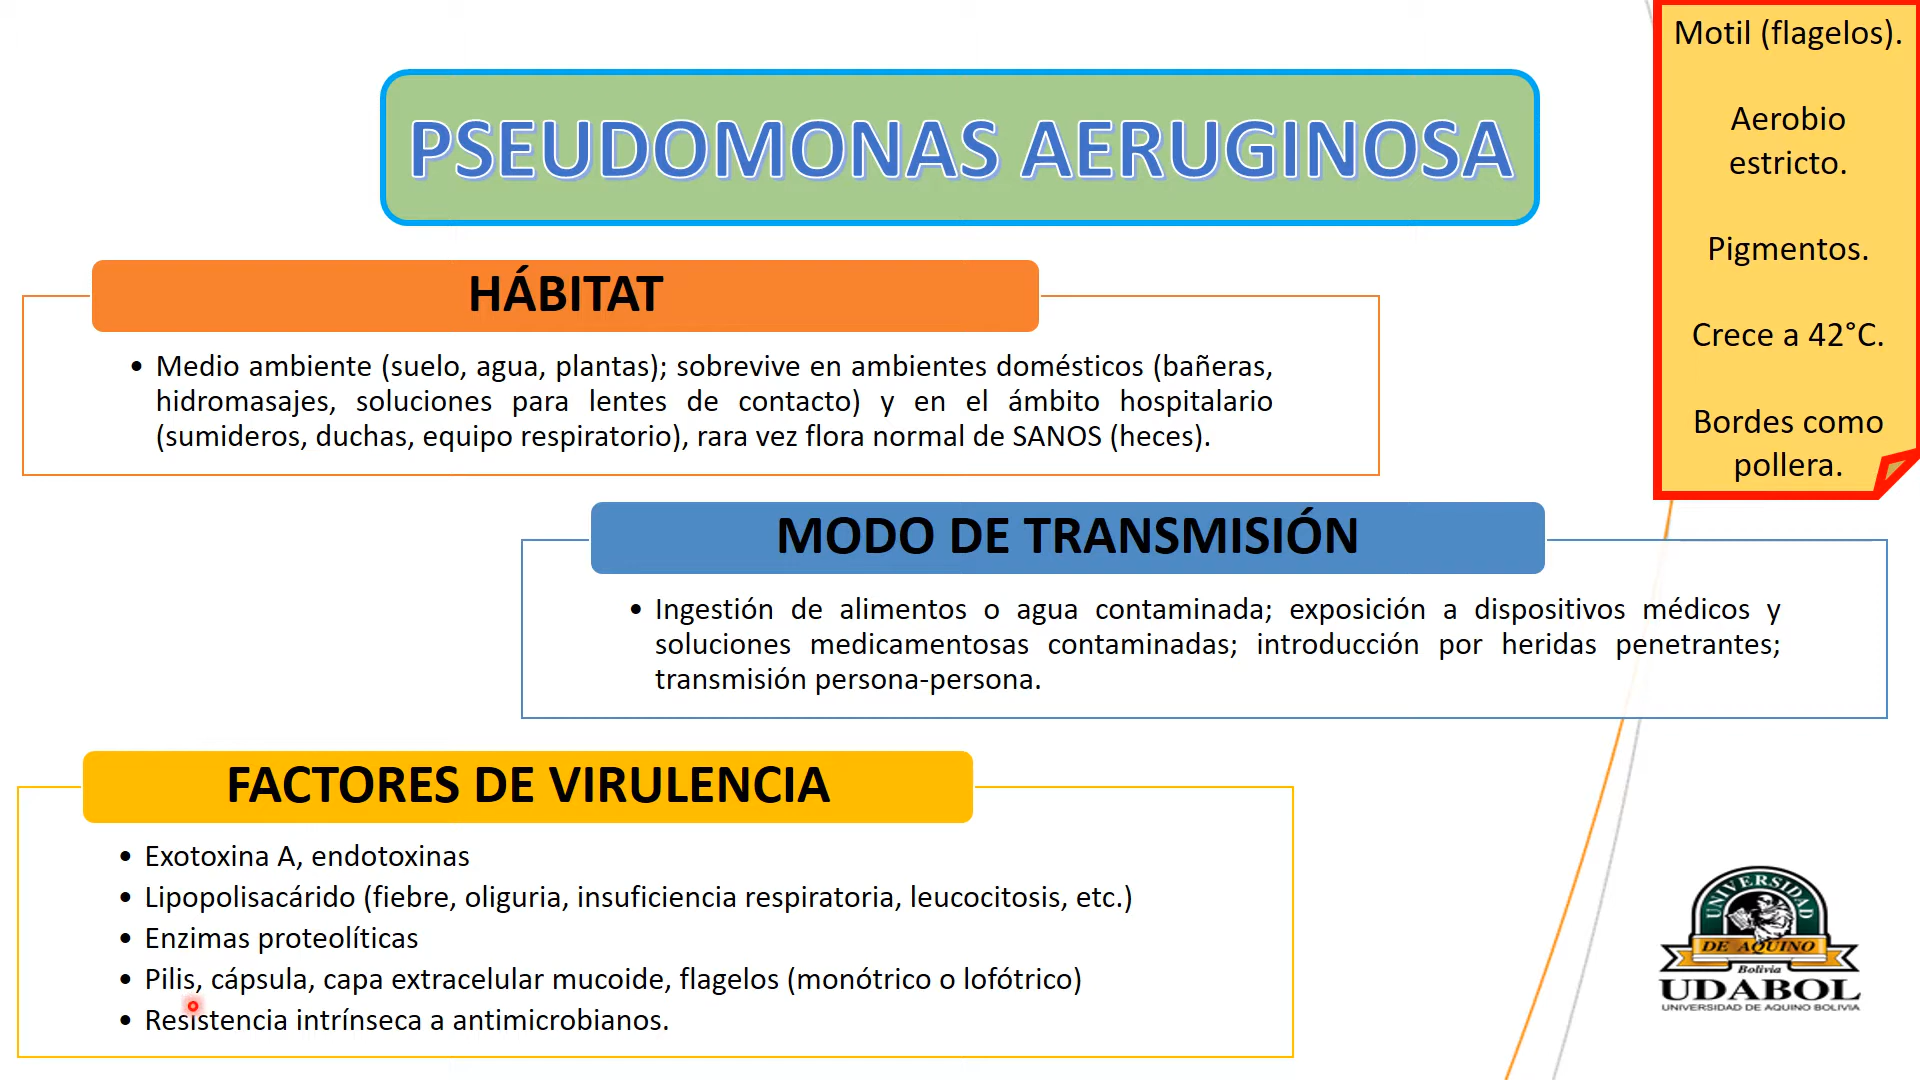 Motil (flagelos).
Aerobio
estricto.
Pigmentos.
Crece a 42°C.
Bordes como
pollera.
PSEUDOMONAS AERUGINOSA
HÁBITAT
• Medio ambiente (suelo, agua, plantas); sobrevive en ambientes domésticos (bañeras,
hidromasajes, soluciones para lentes de contacto) y en el ámbito hospitalario
(sumideros, duchas, equipo respiratorio), rara vez flora normal de SANOS (heces).
MODO DE TRANSMISIÓN
• Ingestión de alimentos o agua contaminada; exposición a dispositivos médicos y
soluciones medicamentosas contaminadas; introducción por heridas penetrantes;
transmisión persona-persona.
FACTORES DE VIRULENCIA
• Exotoxina A, endotoxinas
• Lipopolisacárido (fiebre, oliguria, insuficiencia respiratoria, leucocitosis, etc.)
• Enzimas proteolíticas
• Pilis, cápsula, capa extracelular mucoide, flagelos (monótrico o lofótrico)
• Resistencia intrínseca a antimicrobianos.
UNIVERSIDAD
DE AQUINO
Bolivia
UDABOL
UNIVERSIDAD DE AQUINO BOLIVIA